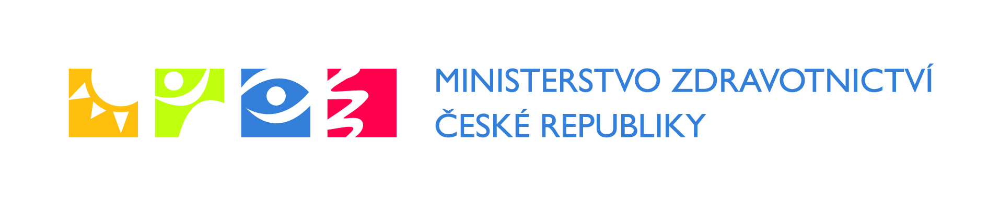 MINISTERSTVO ZDRAVOTNICTVÍ
ČESKÉ REPUBLIKY